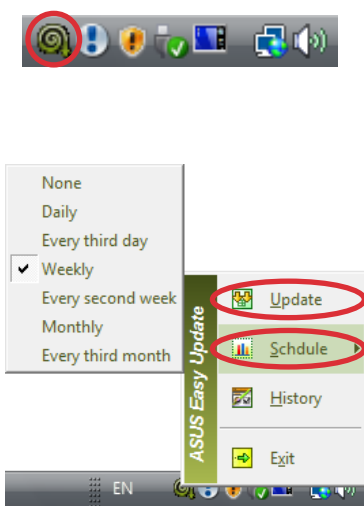 None
Daily
Every third day
Weekly
Every second week
Monthly
Every third month
ASUS Easy Update
Update
Schdule
History
Exit
EN